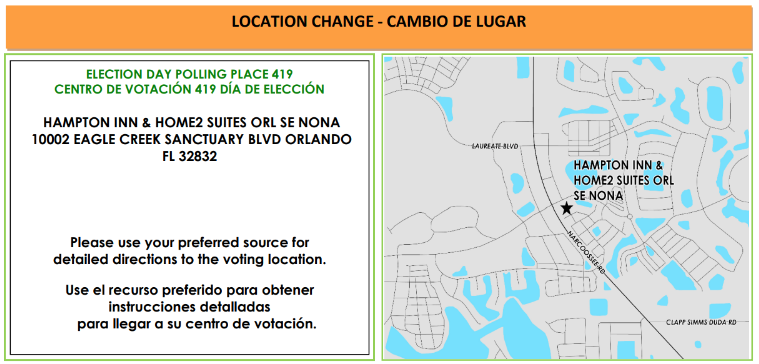 LOCATION CHANGE - CAMBIO DE LUGAR
ELECTION DAY POLLING PLACE 419
CENTRO DE VOTACIÓN 419 DÍA DE ELECCIÓN
HAMPTON INN & HOME2 SUITES ORL SE NONA
10002 EAGLE CREEK SANCTUARY BLVD ORLANDO
FL 32832
Please use your preferred source for
detailed directions to the voting location.
Use el recurso preferido para obtener
instrucciones detalladas
para llegar a su centro de votación.
LAUREATE BLVD
HAMPTON INN &
HOME2 SUITES ORL
SE NONA
NARCOOSSEE RD
CLAPP SIMMS DUDA RD